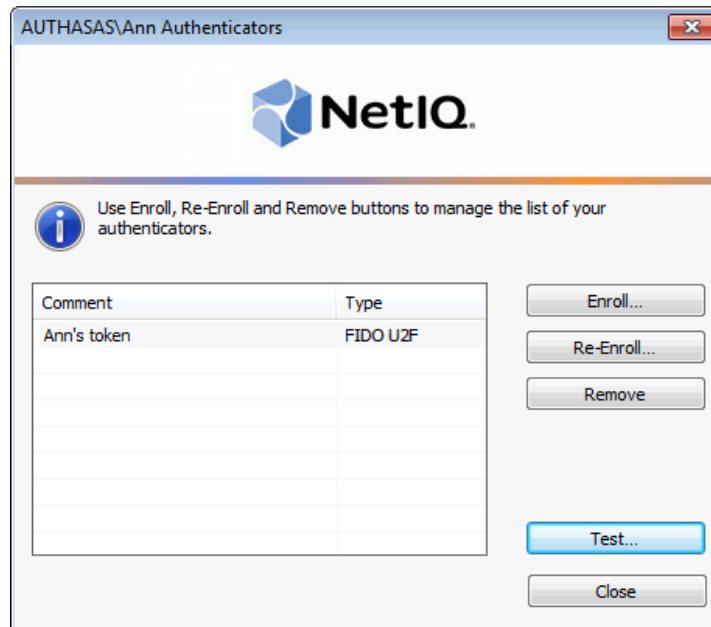 AUTHASAS\Ann Authenticators
AUTHASAS
NetIQ.
Use Enroll, Re-Enroll and Remove buttons to manage the list of your
authenticators.
Comment Type
Ann's token FIDO U2F
Enroll...
Re-Enroll...
Remove
Test...
Close